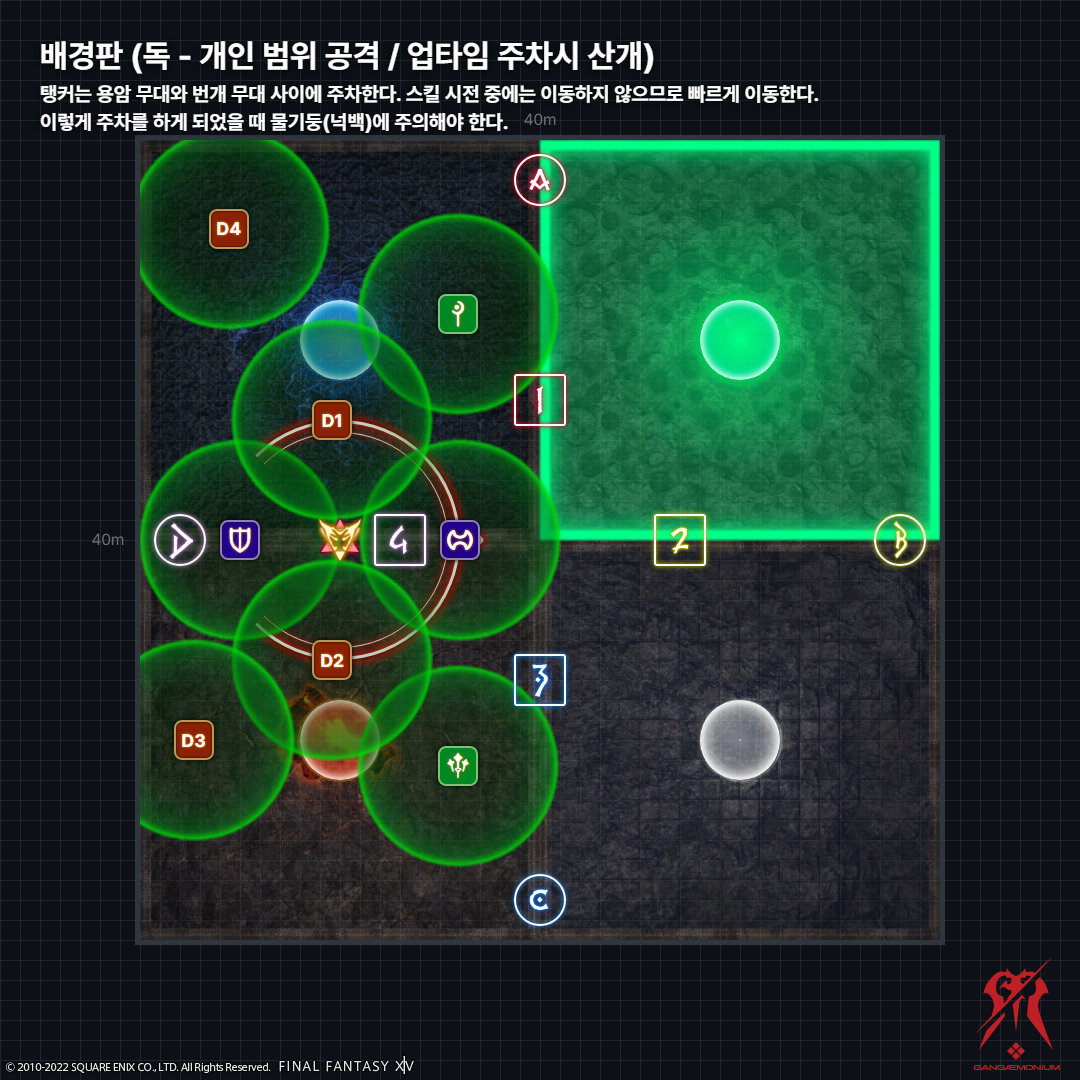 배경판 (독 - 개인 범위 공격 / 업타임 주차시 산개)
탱커는 용암 무대와 번개 무대 사이에 주차한다. 스킬 시전 중에는 이동하지 않으므로 빠르게 이동한다.
이렇게 주차를 하게 되었을 때 물기둥(넉백)에 주의해야 한다.
40m
A
D4
1
D1
40m
D
4
2
B
D2
3
D3
C
GANGÆMONIUM
© 2010-2022 SQUARE ENIX CO., LTD. All Rights Reserved. FINAL FANTASY XIV